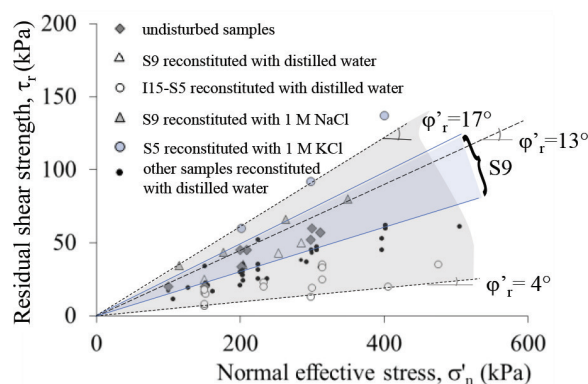 200
undisturbed samples
S9 reconstituted with distilled water
150
I15-S5 reconstituted with distilled water
S9 reconstituted with 1 M NaCl
φ'r=17°
S5 reconstituted with 1 M KCl
φ'r=13°
100
other samples reconstituted
with distilled water
S9
50
φ'r= 4°
0
0 200 400 600
Residual shear strength, τr (kPa)
Normal effective stress, σ'n (kPa)